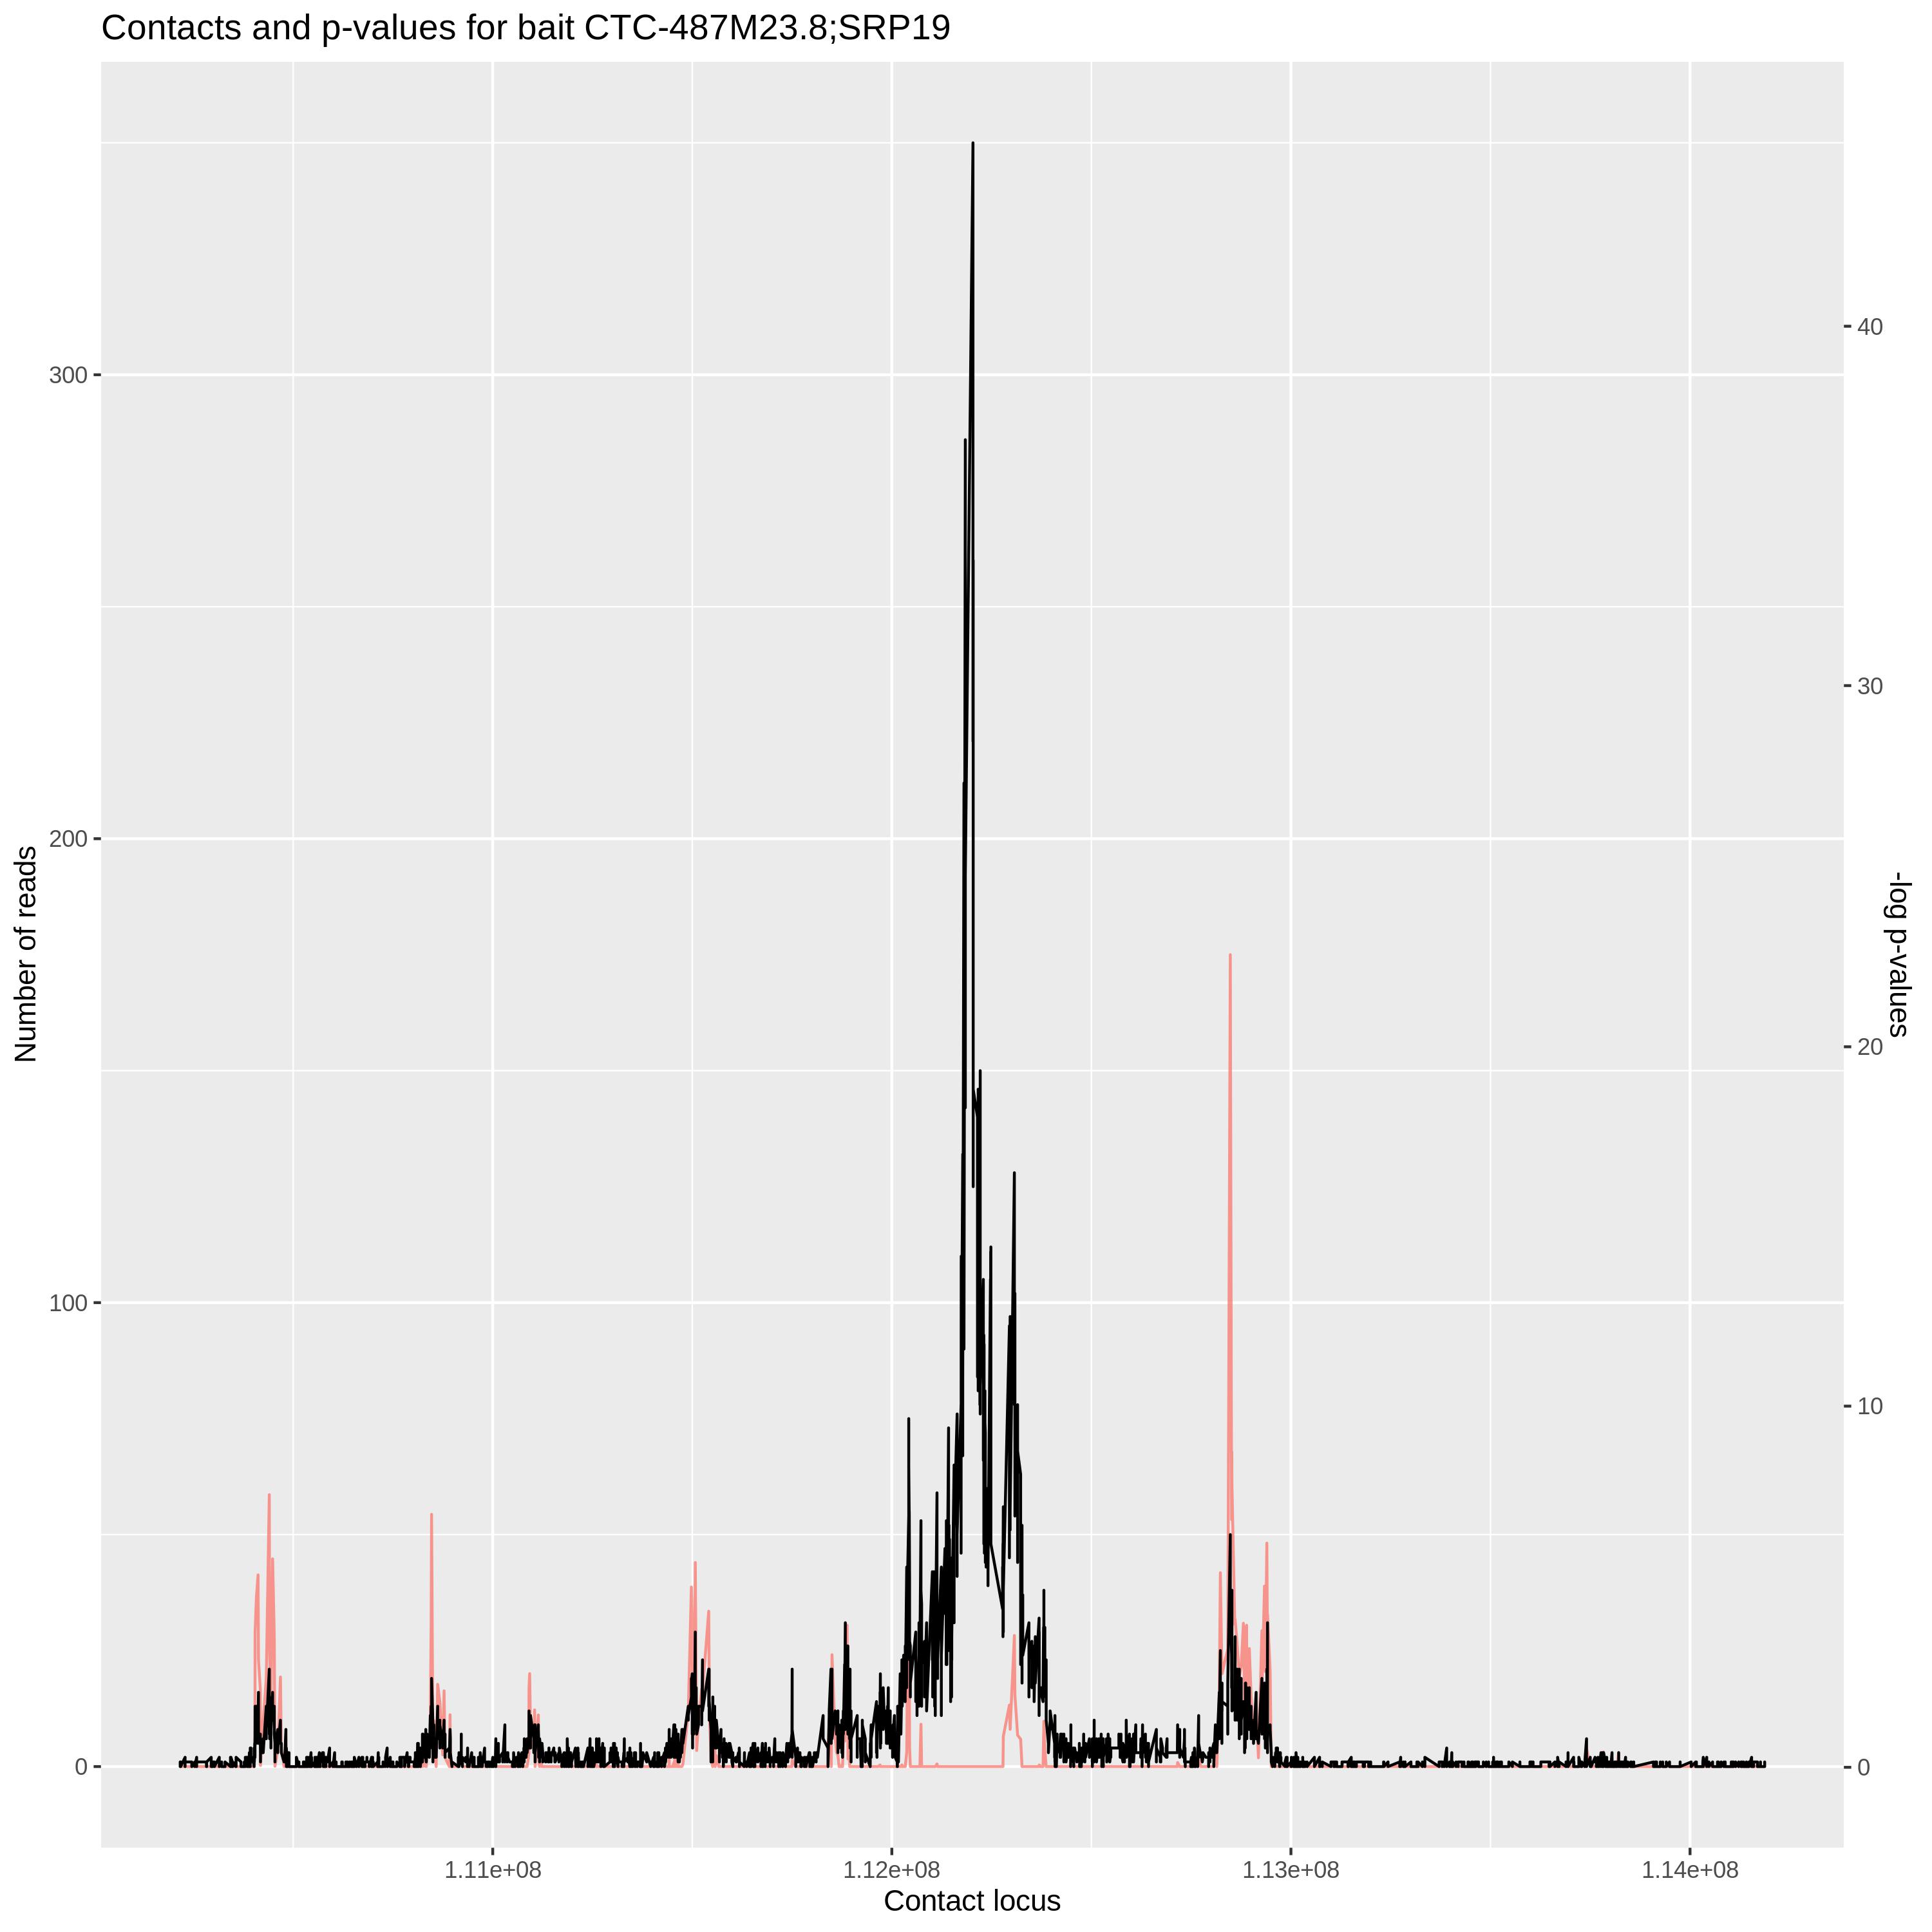 Contacts and p-values for bait CTC-487M23.8;SRP19
Number of reads
300
200
100
0
40
30
20
10
0
-log p-values
1.11e+08
1.12e+08
1.13e+08
1.14e+08
Contact locus